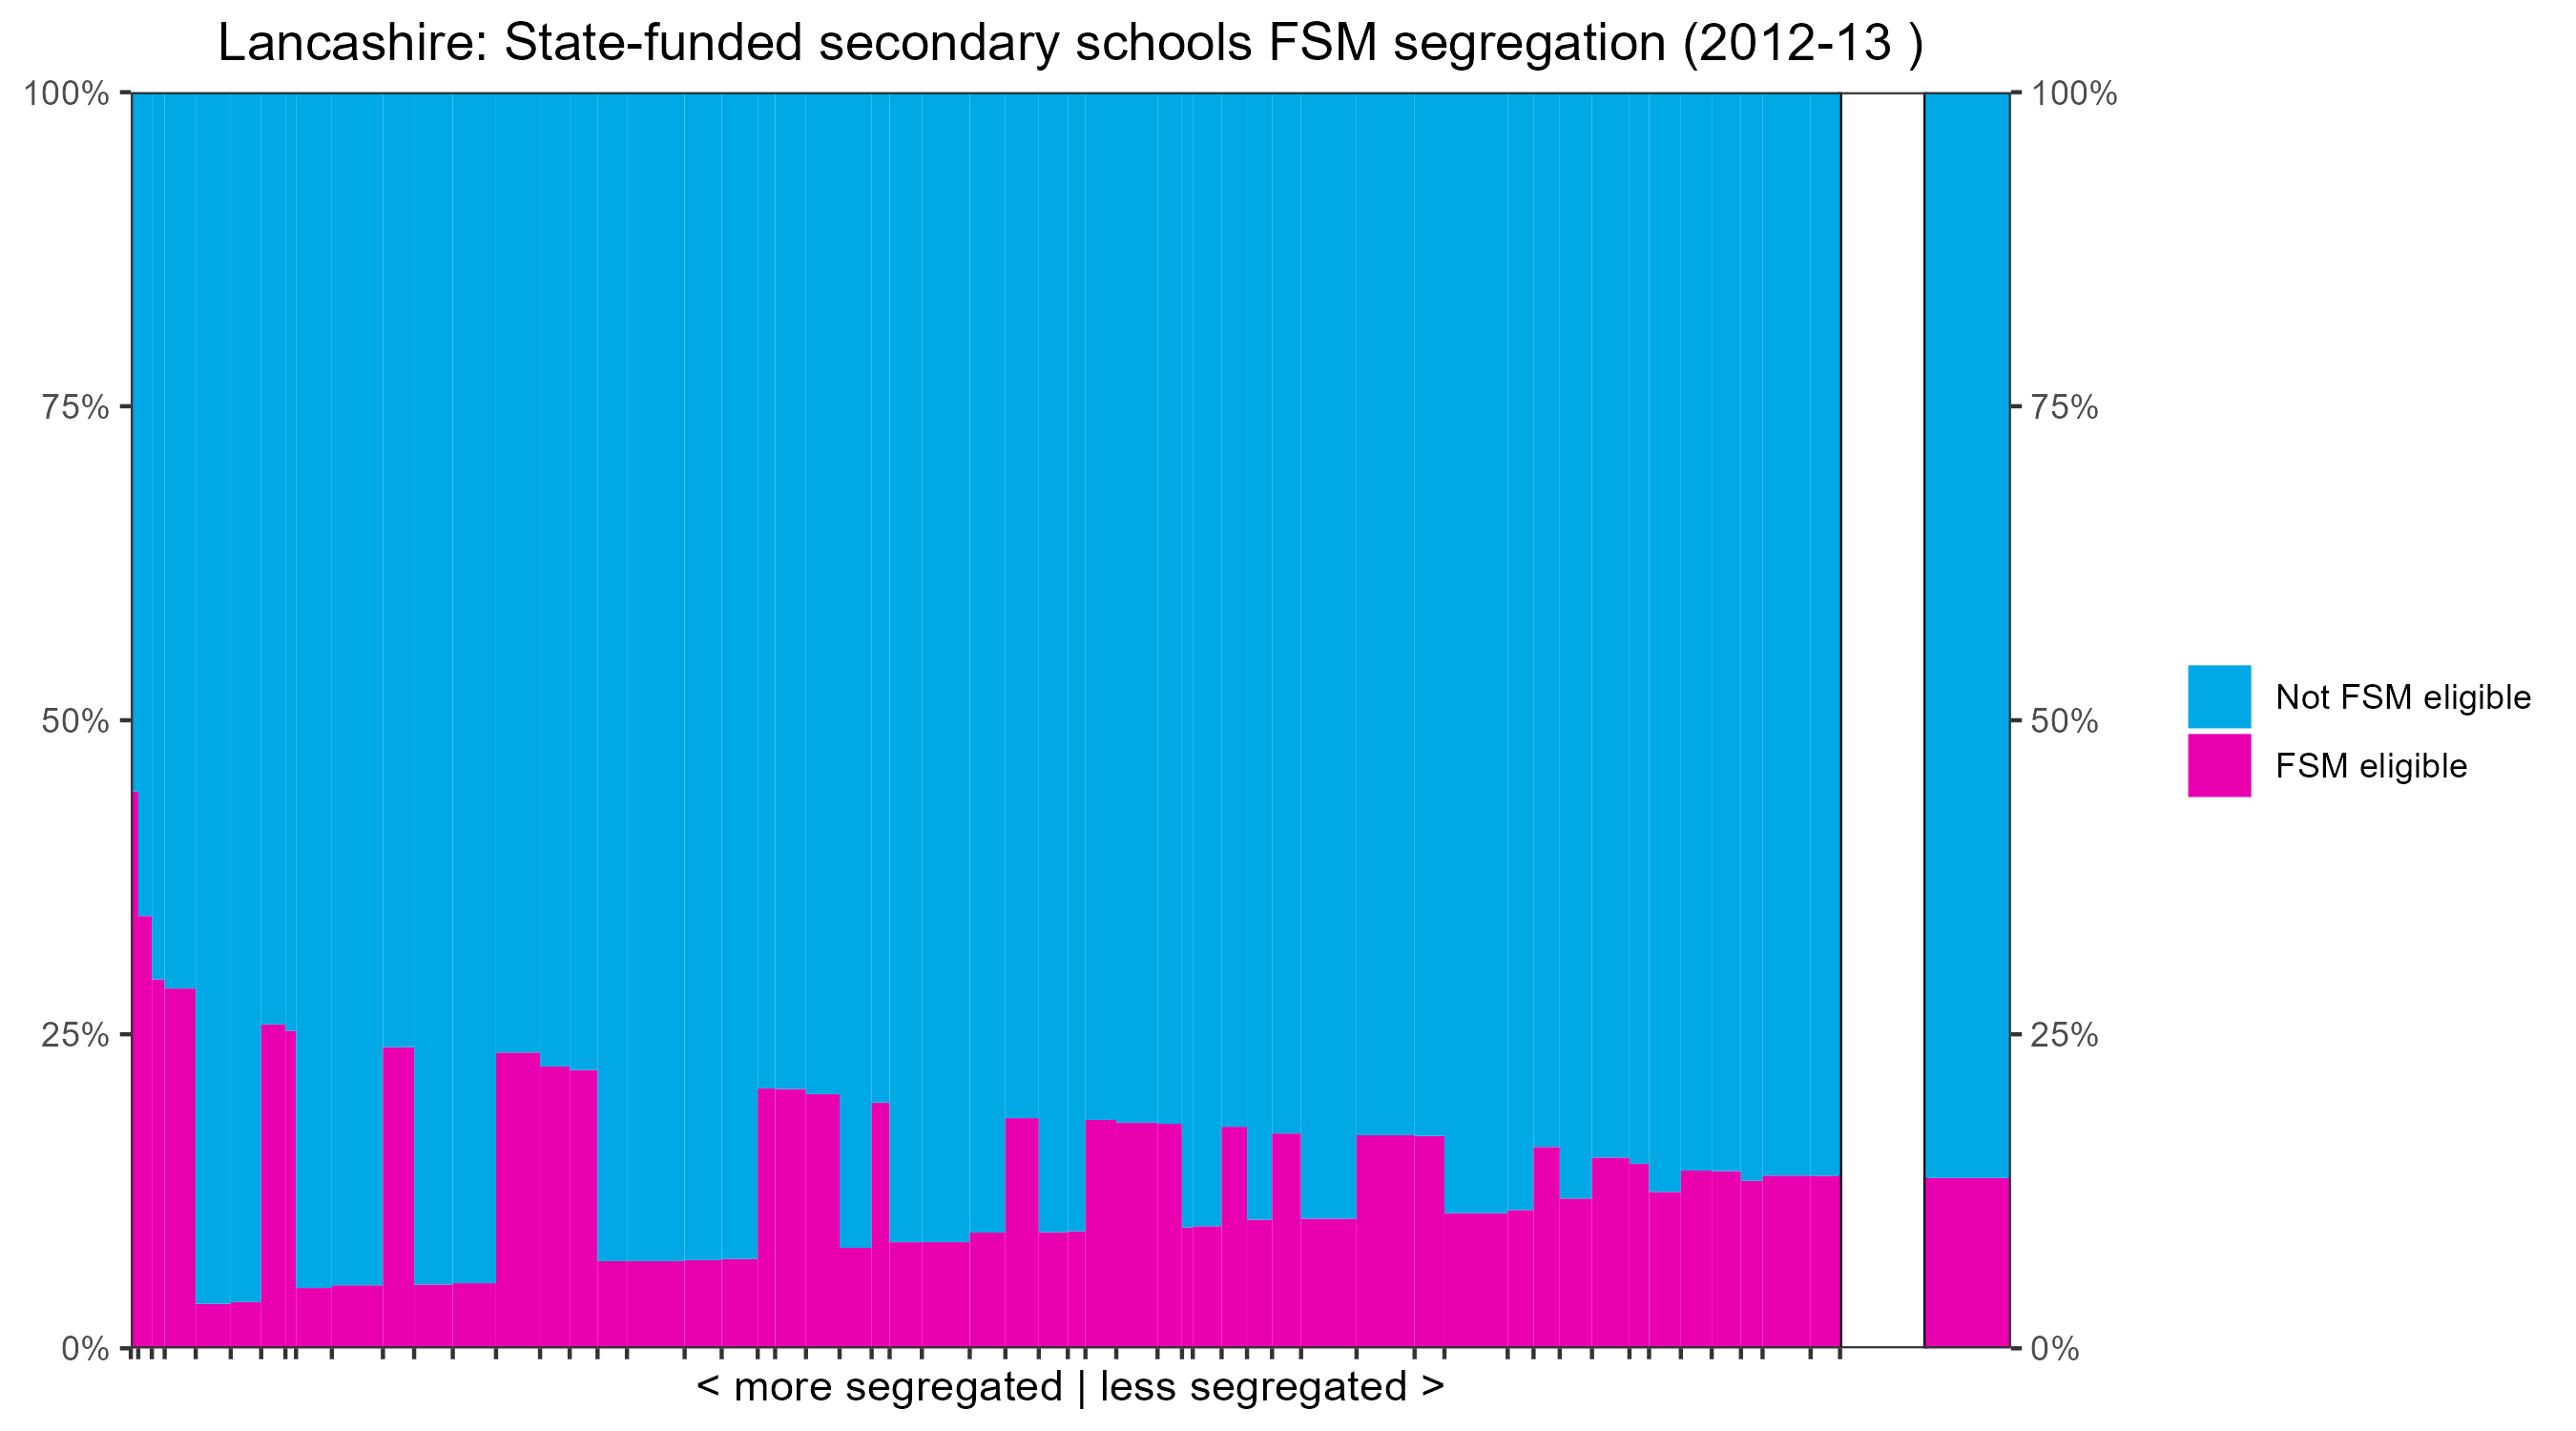 Lancashire: State-funded secondary schools FSM segregation (2012-13 )
100%
75%
50%
25%
0%
100%
75%
50%
25%
0%
< more segregated | less segregated >
Not FSM eligible
FSM eligible